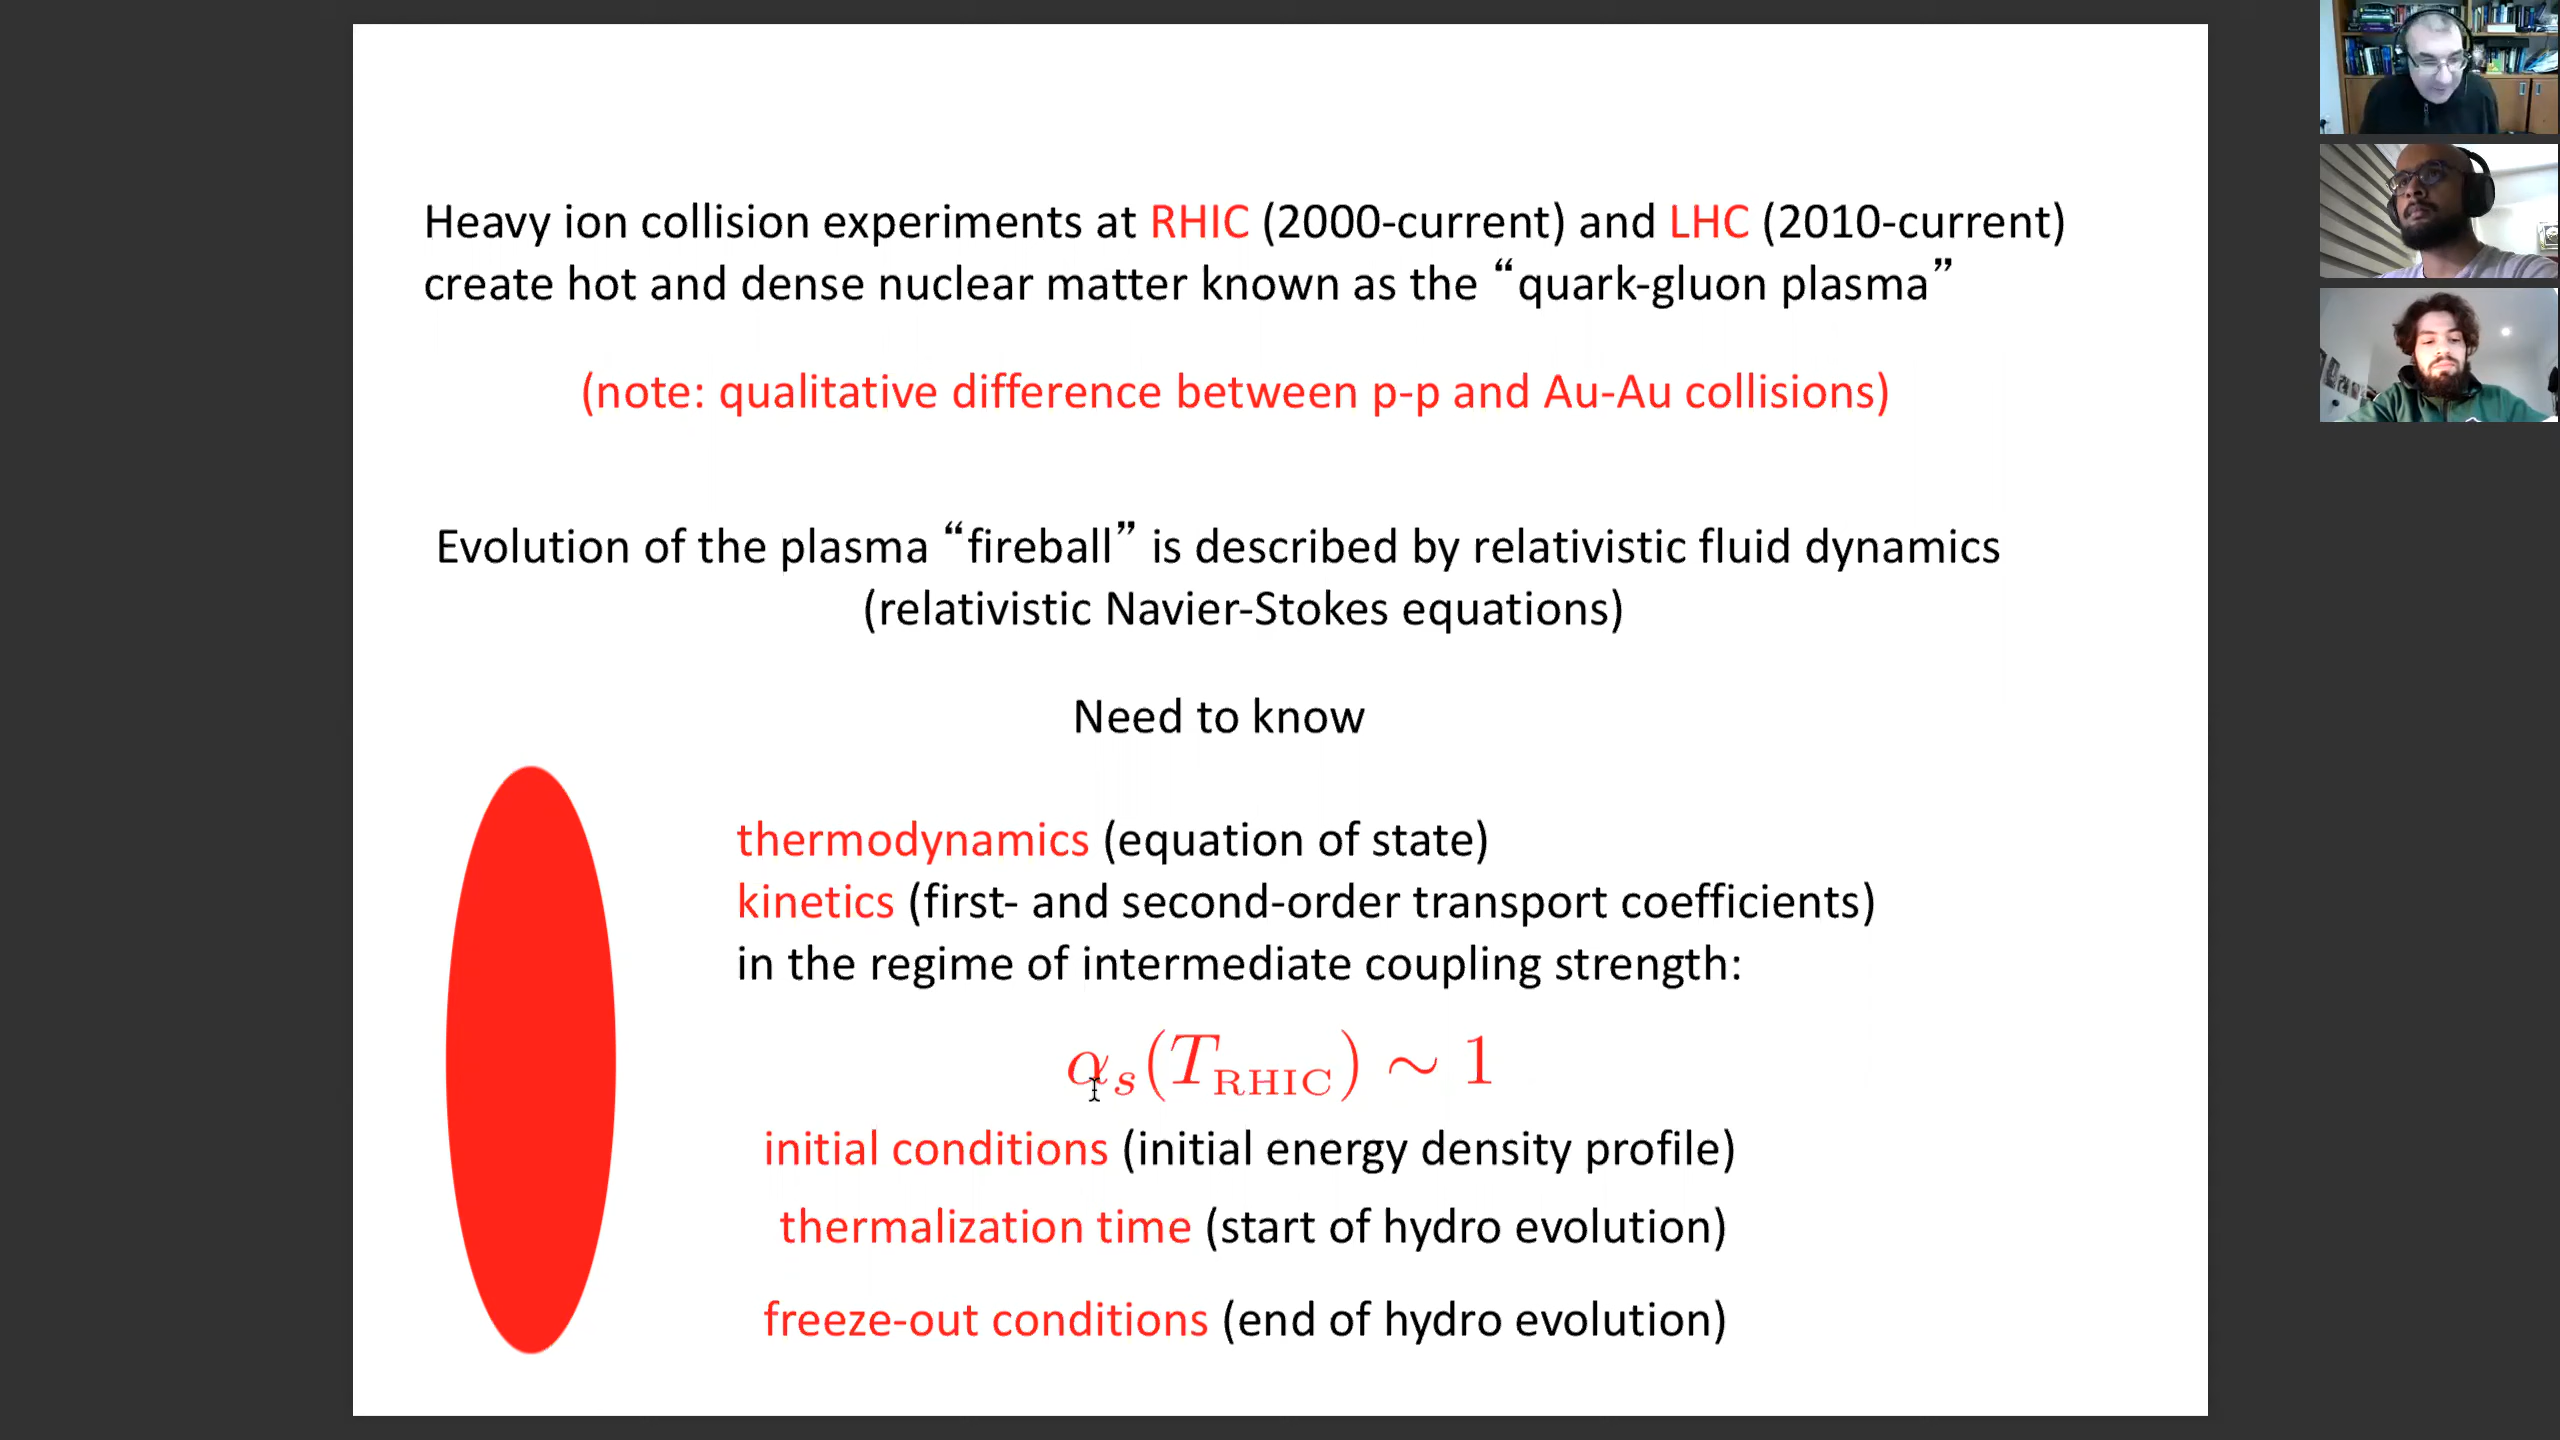 Heavy ion collision experiments at RHIC (2000-current) and LHC (2010-current)
create hot and dense nuclear matter known as the “quark-gluon plasma”
(note: qualitative difference between p-p and Au-Au collisions)
Evolution of the plasma “fireball” is described by relativistic fluid dynamics
(relativistic Navier-Stokes equations)
Need to know
thermodynamics (equation of state)
kinetics (first- and second-order transport coefficients)
in the regime of intermediate coupling strength:
α_s(T_RHIC) ∼ 1
initial conditions (initial energy density profile)
thermalization time (start of hydro evolution)
freeze-out conditions (end of hydro evolution)